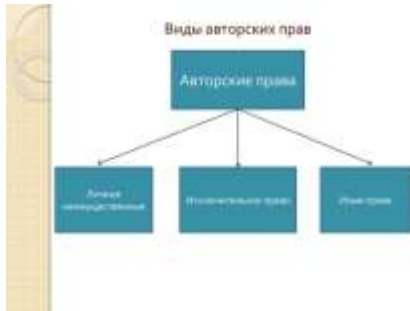 Виды авторских прав
Авторские права
Личные
неимущественные
Исключительное право
Иные права